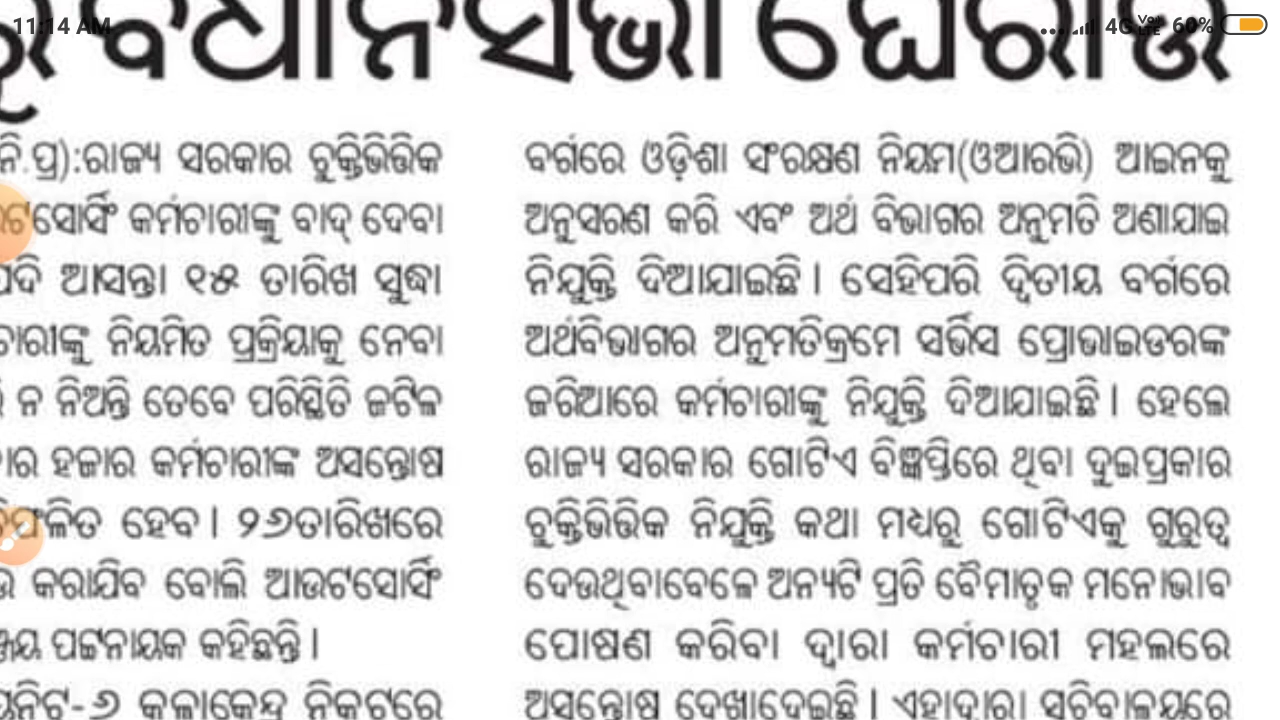 11:14 AM
4G VoLTE 60%
ବିଧାନସଭା ଘେରାଉ
ନି.ପ୍ର):ରାଜ୍ୟ ସରକାର ଚୁକ୍ତିଭିତ୍ତିକ
କର୍ମଚାରୀଙ୍କୁ ବାଦ୍ ଦେବା
ଆସନ୍ତା ୧୫ ତାରିଖ ସୁଦ୍ଧା
ନିୟମିତ ପ୍ରକ୍ରିୟାକୁ ନେବା
ନ ନିଅନ୍ତି ତେବେ ପରିସ୍ଥିତି ଜଟିଳ
ହଜାର କର୍ମଚାରୀଙ୍କ ଅସନ୍ତୋଷ
ହେବ। ୨୬ତାରିଖରେ
କରାଯିବ ବୋଲି ଆଉଟସୋର୍ସିଂ
ପଟ୍ଟନାୟକ କହିଛନ୍ତି।
କଳାକେନ୍ଦ୍ର ନିକଟରେ
ବର୍ଗରେ ଓଡ଼ିଶା ସଂରକ୍ଷଣ ନିୟମ(ଓଆରଭି) ଆଇନକୁ
ଅନୁସରଣ କରି ଏବଂ ଅର୍ଥ ବିଭାଗର ଅନୁମତି ଅଣାଯାଇ
ନିଯୁକ୍ତି ଦିଆଯାଇଛି। ସେହିପରି ଦ୍ୱିତୀୟ ବର୍ଗରେ
ଅର୍ଥବିଭାଗର ଅନୁମତିକ୍ରମେ ସର୍ଭିସ ପ୍ରୋଭାଇଡରଙ୍କ
ଜରିଆରେ କର୍ମଚାରୀଙ୍କୁ ନିଯୁକ୍ତି ଦିଆଯାଇଛି। ହେଲେ
ରାଜ୍ୟ ସରକାର ଗୋଟିଏ ବିଜ୍ଞପ୍ତିରେ ଥିବା ଦୁଇପ୍ରକାର
ଚୁକ୍ତିଭିତ୍ତିକ ନିଯୁକ୍ତି କଥା ମଧ୍ୟରୁ ଗୋଟିଏକୁ ଗୁରୁତ୍ୱ
ଦେଉଥିବାବେଳେ ଅନ୍ୟଟି ପ୍ରତି ବୈମାତୃକ ମନୋଭାବ
ପୋଷଣ କରିବା ଦ୍ୱାରା କର୍ମଚାରୀ ମହଲରେ
ଅସନ୍ତୋଷ ଦେଖାଦେଇଛି। ଏହାଦ୍ୱାରା ସଚିବାଳୟରେ